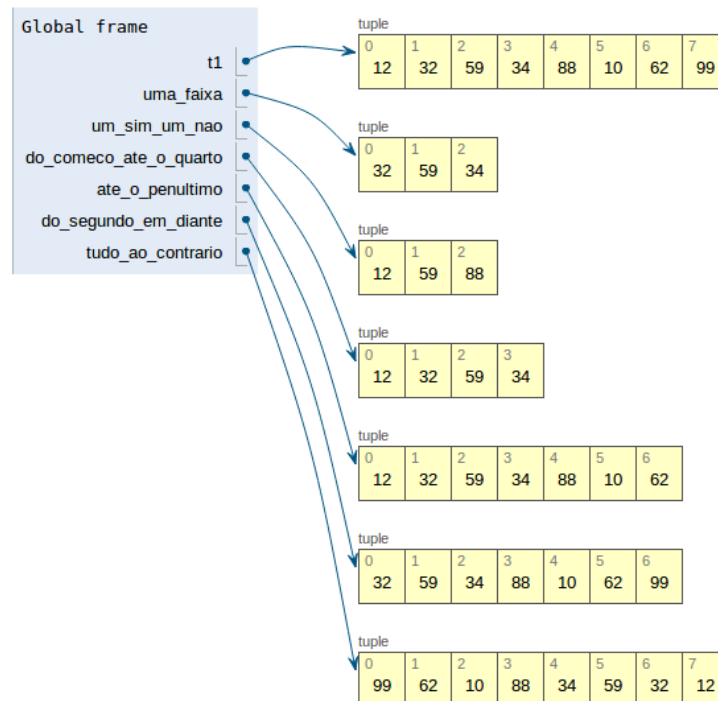 Global frame
t1
uma_faixa
um_sim_um_nao
do_comeco_ate_o_quarto
ate_o_penultimo
do_segundo_em_diante
tudo_ao_contrario
tuple
0 1 2 3 4 5 6 7
12 32 59 34 88 10 62 99
tuple
0 1 2
32 59 34
tuple
0 1 2
12 59 88
tuple
0 1 2 3
12 32 59 34
tuple
0 1 2 3 4 5 6
12 32 59 34 88 10 62
tuple
0 1 2 3 4 5 6
32 59 34 88 10 62 99
tuple
0 1 2 3 4 5 6 7
99 62 10 88 34 59 32 12